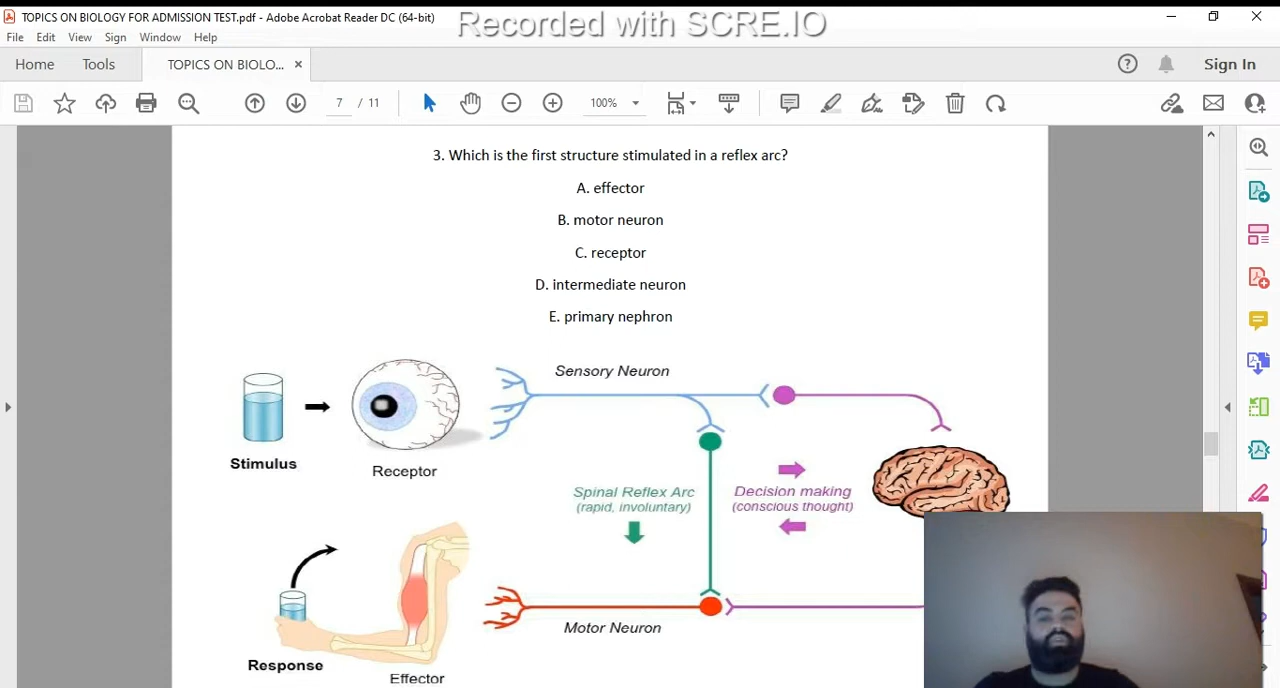 TOPICS ON BIOLOGY FOR ADMISSION TEST.pdf - Adobe Acrobat Reader DC (64-bit)
Recorded with SCRE.IO
File Edit View Sign Window Help
Home Tools TOPICS ON BIOLO... × Sign In
7 / 11 100%
3. Which is the first structure stimulated in a reflex arc?
A. effector
B. motor neuron
C. receptor
D. intermediate neuron
E. primary nephron
Sensory Neuron
Stimulus
Receptor
Spinal Reflex Arc
(rapid, involuntary)
Decision making
(conscious thought)
Motor Neuron
Response
Effector